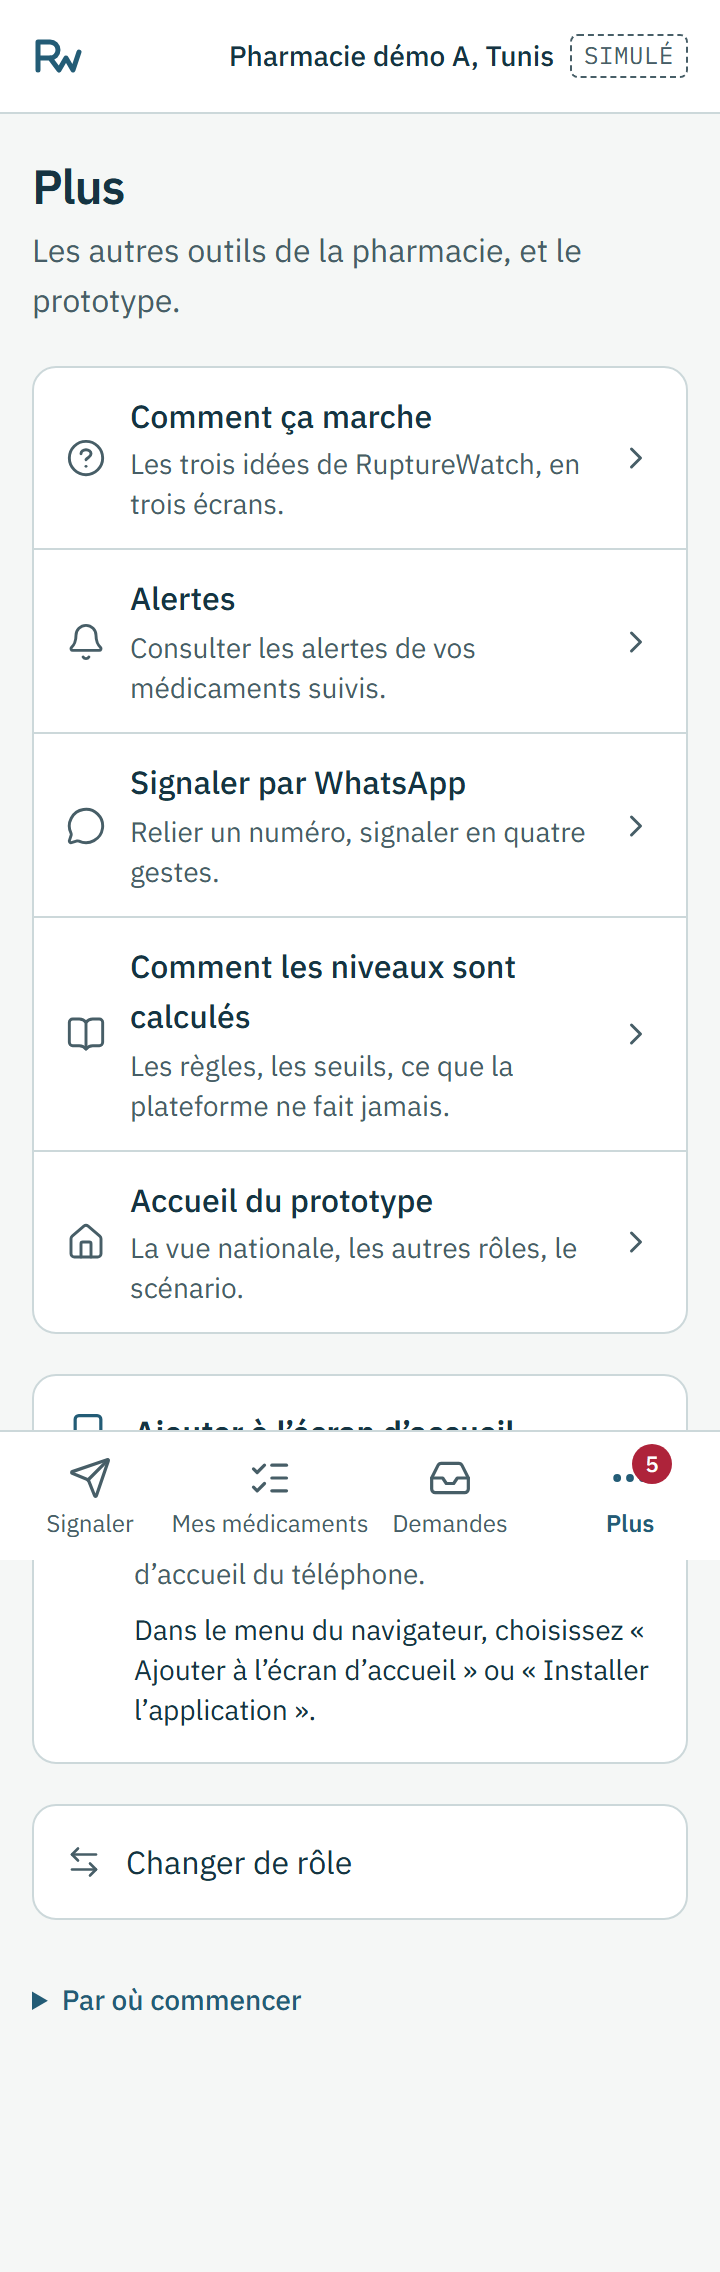 Rw
Pharmacie démo A, Tunis
SIMULÉ
Plus
Les autres outils de la pharmacie, et le
prototype.
Comment ça marche
Les trois idées de RuptureWatch, en
trois écrans.
Alertes
Consulter les alertes de vos
médicaments suivis.
Signaler par WhatsApp
Relier un numéro, signaler en quatre
gestes.
Comment les niveaux sont
calculés
Les règles, les seuils, ce que la
plateforme ne fait jamais.
Accueil du prototype
La vue nationale, les autres rôles, le
scénario.
Ajouter à l’écran d’accueil
5
Signaler
Mes médicaments
Demandes
Plus
d’accueil du téléphone.
Dans le menu du navigateur, choisissez «
Ajouter à l’écran d’accueil » ou « Installer
l’application ».
Changer de rôle
Par où commencer